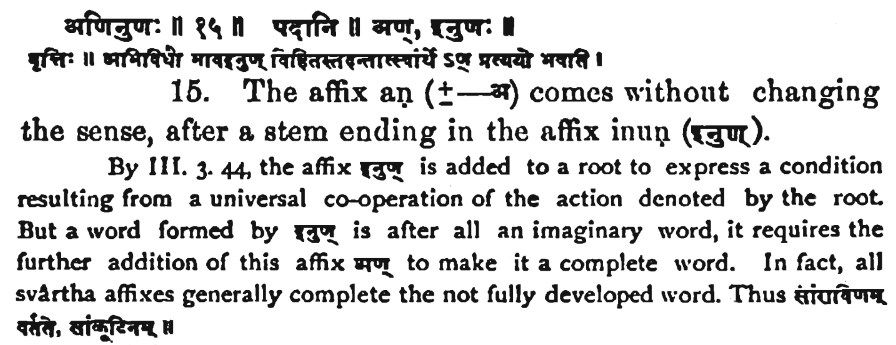 अणिनुणः ॥ १५ ॥ पदानि ॥ अण्, इनुणः ॥
वृत्तिः ॥ अभिविधौ भावइनुण् विहितस्तदन्तात्स्वार्थे ऽण् प्रत्ययो भवति ।
15. The affix aṇ (±—अ) comes without changing
the sense, after a stem ending in the affix inuṇ (इनुण्).
By III. 3. 44, the affix इनुण् is added to a root to express a condition
resulting from a universal co-operation of the action denoted by the root.
But a word formed by इनुण् is after all an imaginary word, it requires the
further addition of this affix अण् to make it a complete word. In fact, all
svârtha affixes generally complete the not fully developed word. Thus सांराविणम्
वर्तते, सांकूटिनम् ॥